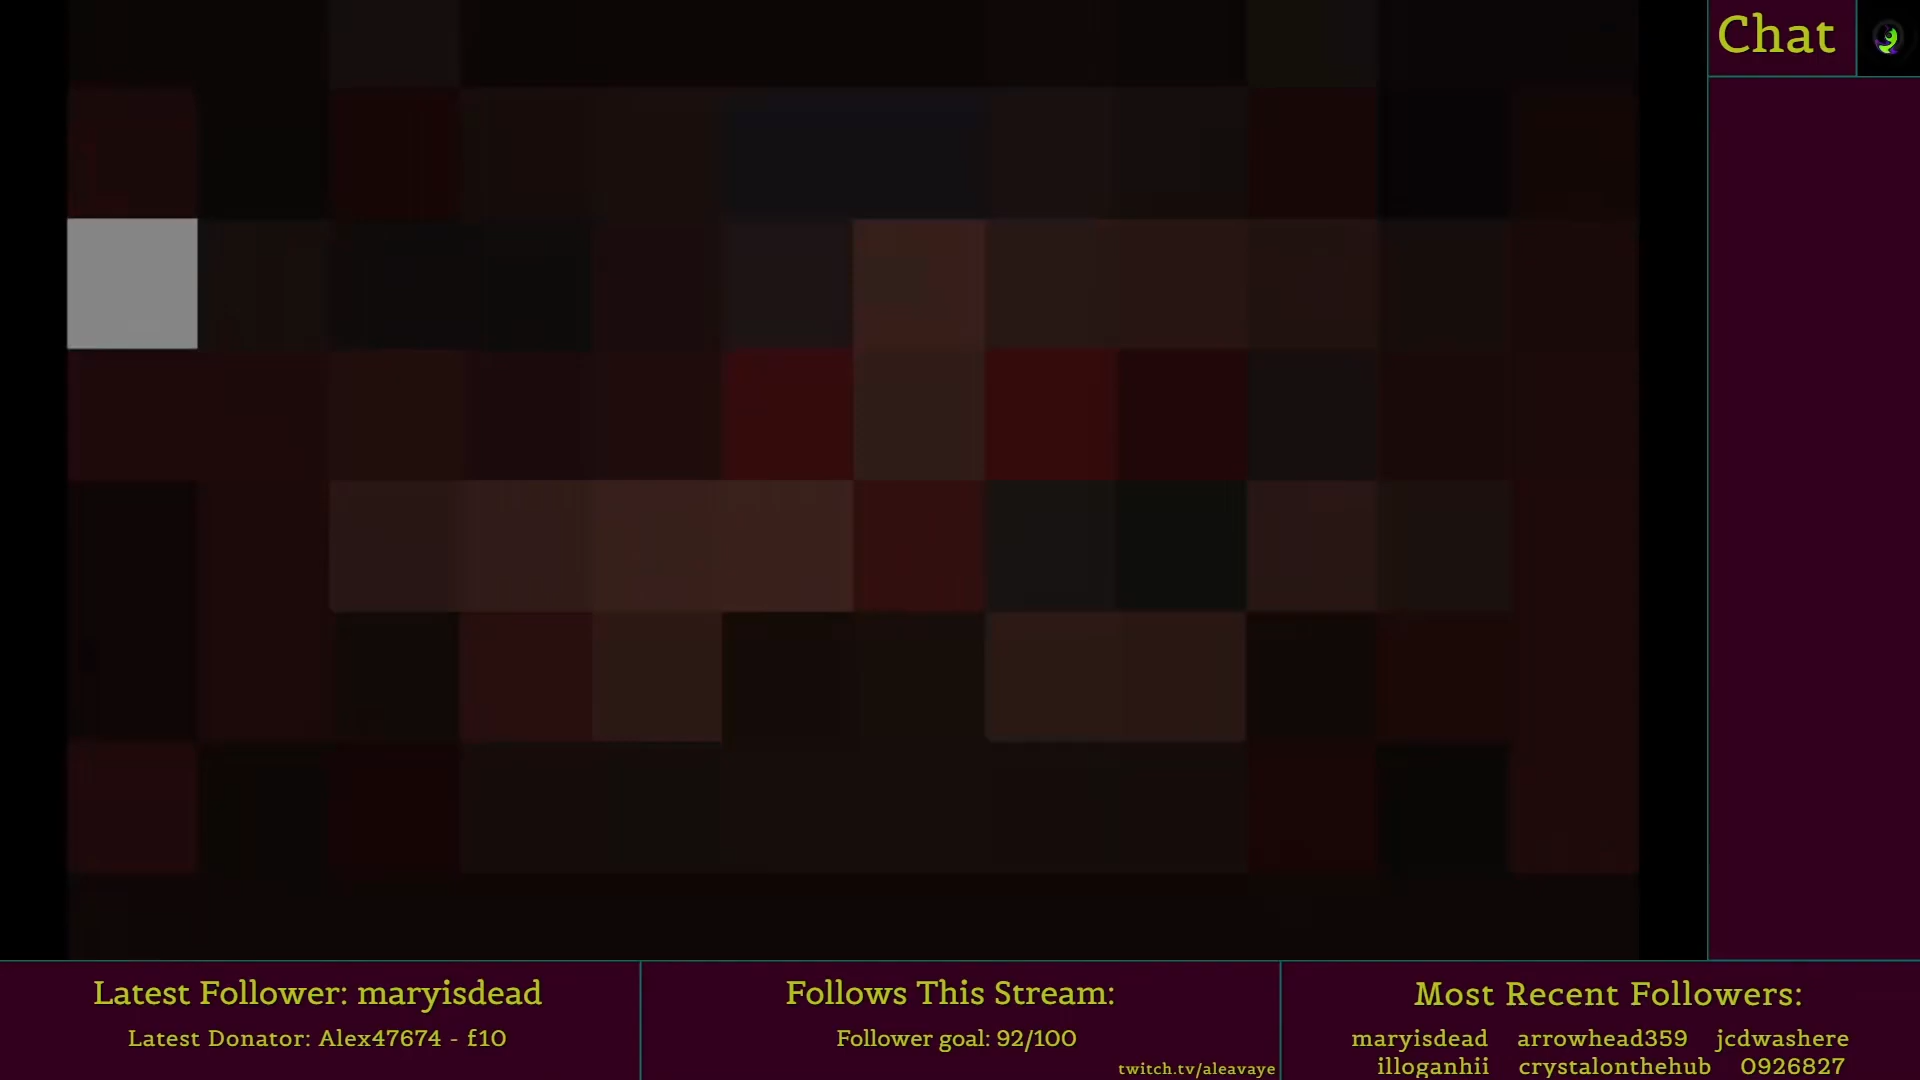 Chat
Latest Follower: maryisdead
Latest Donator: Alex47674 - £10
Follows This Stream:
Follower goal: 92/100
twitch.tv/aleavaye
Most Recent Followers:
maryisdead arrowhead359 jcdwashere
illoganhii crystalonthehub 0926827